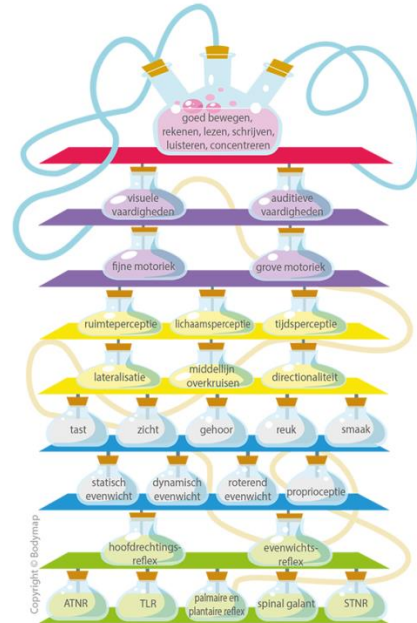 goed bewegen,
rekenen, lezen, schrijven,
luisteren, concentreren
visuele
vaardigheden
auditieve
vaardigheden
fijne motoriek
grove motoriek
ruimteperceptie
lichaamsperceptie
tijdsperceptie
lateralisatie
middellijn
overkruisen
directionaliteit
tast
zicht
gehoor
reuk
smaak
statisch
evenwicht
dynamisch
evenwicht
roterend
evenwicht
proprioceptie
hoofdrechtings-
reflex
evenwichts-
reflex
ATNR
TLR
palmaire en
plantaire reflex
spinal galant
STNR
Copyright © Bodymap